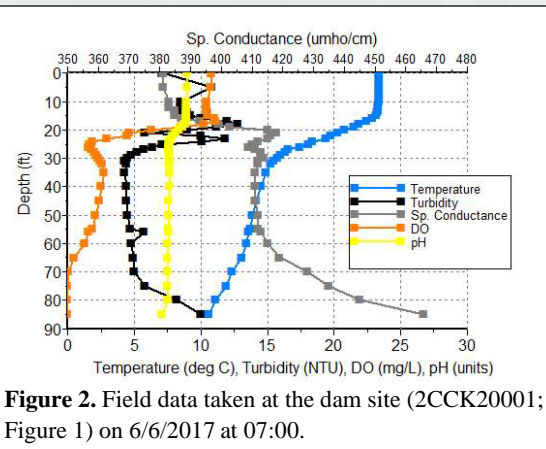 Sp. Conductance (umho/cm)
350 360 370 380 390 400 410 420 430 440 450 460 470 480
Depth (ft)
0
10
20
30
40
50
60
70
80
90
Temperature
Turbidity
Sp. Conductance
DO
pH
0 5 10 15 20 25 30
Temperature (deg C), Turbidity (NTU), DO (mg/L), pH (units)
Figure 2. Field data taken at the dam site (2CCK20001;
Figure 1) on 6/6/2017 at 07:00.